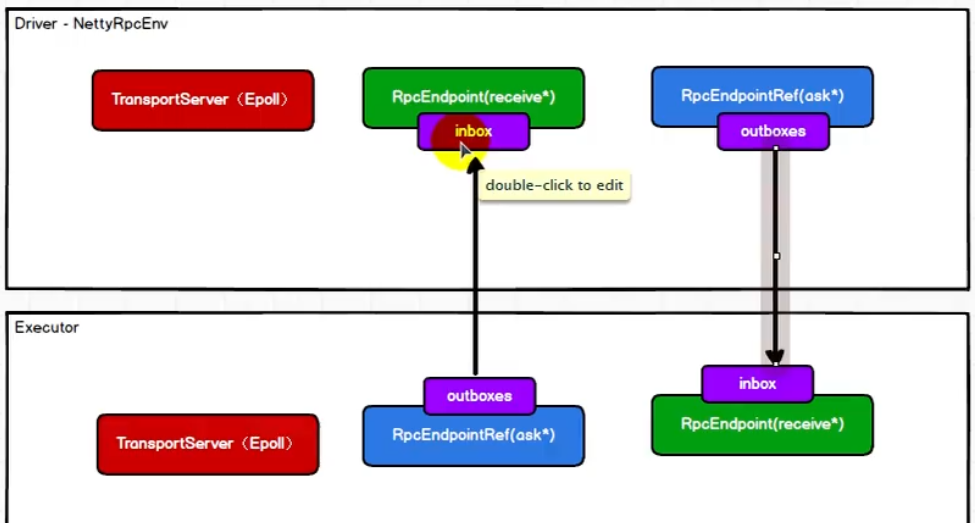 Driver - NettyRpcEnv
TransportServer（Epoll）
RpcEndpoint(receive*)
RpcEndpointRef(ask*)
inbox
outboxes
double-click to edit
Executor
outboxes
inbox
TransportServer（Epoll）
RpcEndpointRef(ask*)
RpcEndpoint(receive*)